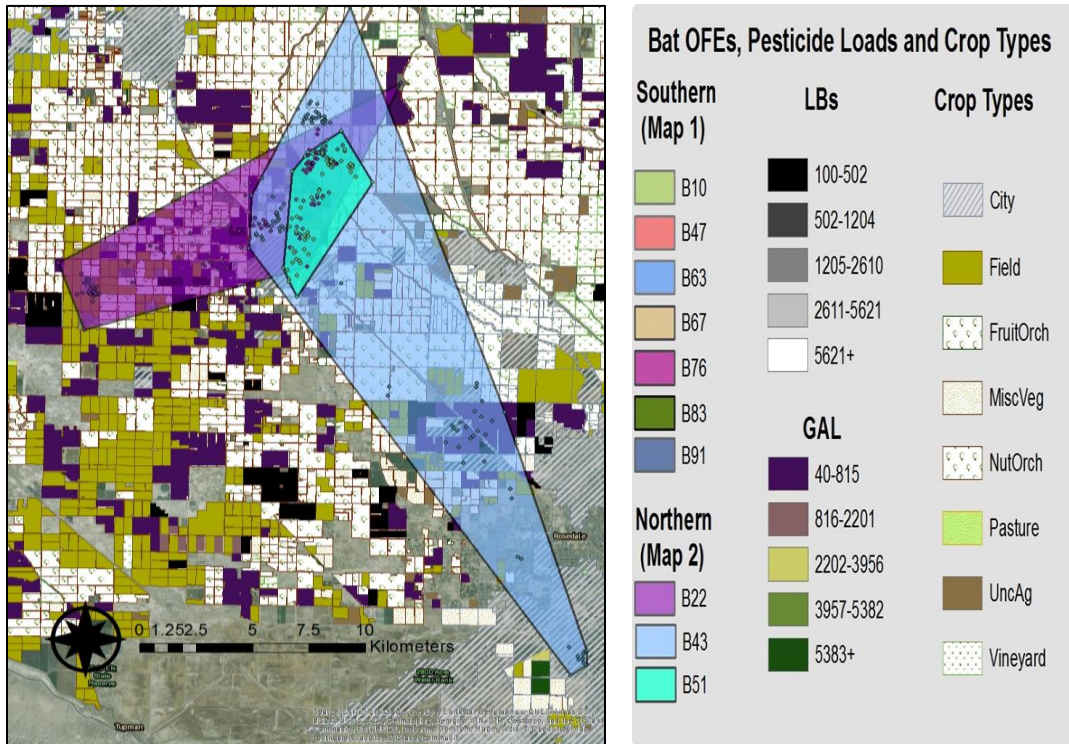 Rosedale
0 1.252.5 5 7.5 10
Kilometers
Tupman
Bat OFEs, Pesticide Loads and Crop Types
Southern
(Map 1)
B10
B47
B63
B67
B76
B83
B91
Northern
(Map 2)
B22
B43
B51
LBs
100-502
502-1204
1205-2610
2611-5621
5621+
GAL
40-815
816-2201
2202-3956
3957-5382
5383+
Crop Types
City
Field
FruitOrch
MiscVeg
NutOrch
Pasture
UncAg
Vineyard